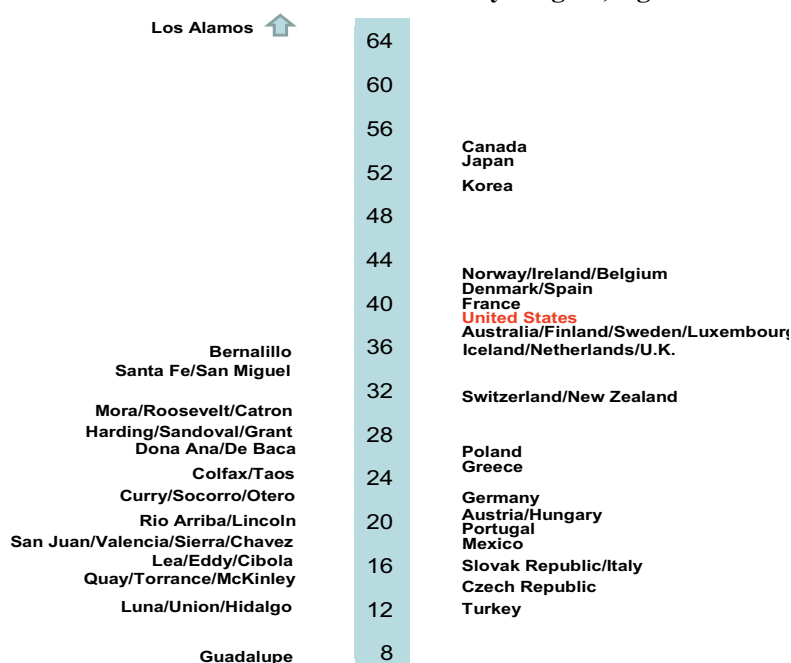 Los Alamos
64
60
56
Canada
Japan
52
Korea
48
44
Norway/Ireland/Belgium
Denmark/Spain
40
France
United States
Australia/Finland/Sweden/Luxembourg
Bernalillo
36
Iceland/Netherlands/U.K.
Santa Fe/San Miguel
32
Switzerland/New Zealand
Mora/Roosevelt/Catron
Harding/Sandoval/Grant
28
Dona Ana/De Baca
Poland
Greece
Colfax/Taos
24
Curry/Socorro/Otero
Germany
Austria/Hungary
Rio Arriba/Lincoln
20
Portugal
San Juan/Valencia/Sierra/Chavez
Mexico
Lea/Eddy/Cibola
16
Slovak Republic/Italy
Quay/Torrance/McKinley
Czech Republic
Luna/Union/Hidalgo
12
Turkey
Guadalupe
8